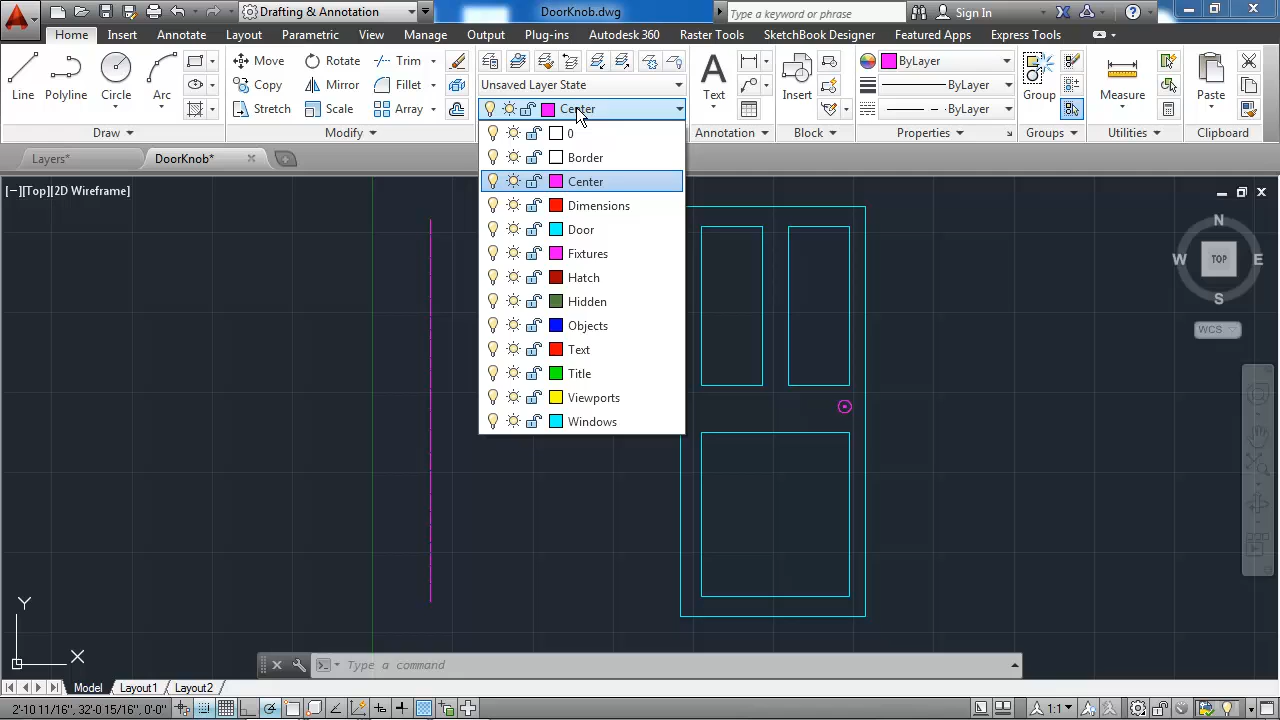 Drafting & Annotation
DoorKnob.dwg
Type a keyword or phrase
Sign In
Home
Insert
Annotate
Layout
Parametric
View
Manage
Output
Plug-ins
Autodesk 360
Raster Tools
SketchBook Designer
Featured Apps
Express Tools
Line
Polyline
Circle
Arc
Move
Rotate
Trim
Copy
Mirror
Fillet
Stretch
Scale
Array
Unsaved Layer State
Center
Text
Insert
ByLayer
ByLayer
ByLayer
Group
Measure
Paste
Draw
Modify
Annotation
Block
Properties
Groups
Utilities
Clipboard
Layers*
DoorKnob*
[−][Top][2D Wireframe]
0
Border
Center
Dimensions
Door
Fixtures
Hatch
Hidden
Objects
Text
Title
Viewports
Windows
N
W
TOP
E
S
WCS
Y
X
Type a command
Model
Layout1
Layout2
2'-10 11/16", 32'-0 15/16", 0'-0"
1:1